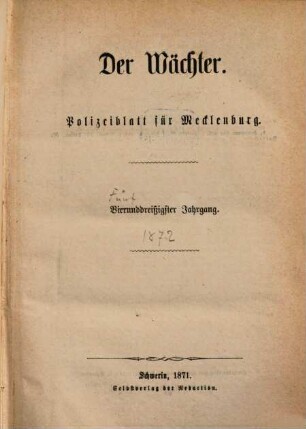 Der Wächter.
Polizeiblatt für Mecklenburg.
Fünf
Vierunddreißigster Jahrgang.
1872
Schwerin, 1871.
Selbstverlag der Redaction.